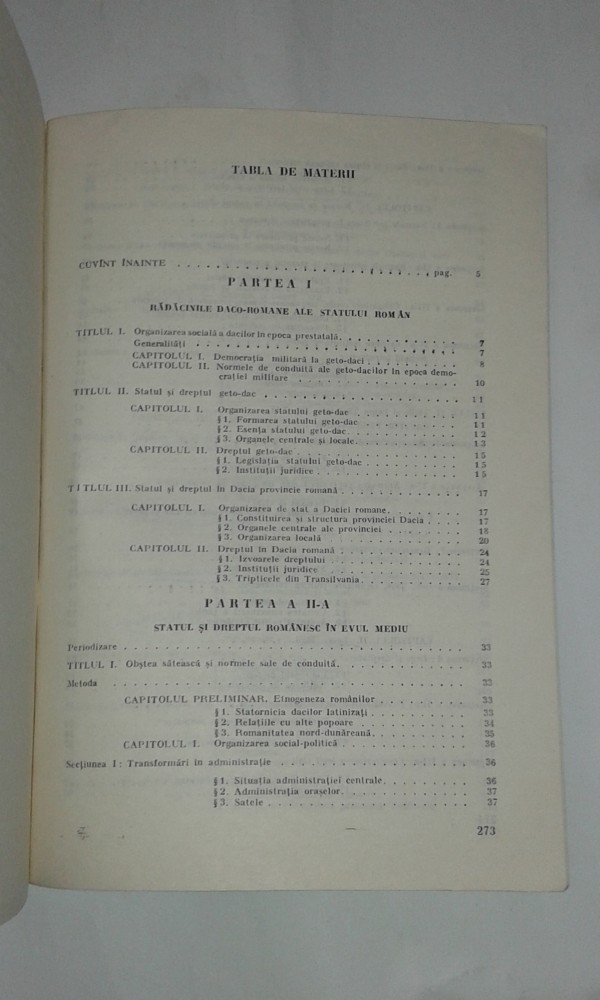 TABLA DE MATERII
CUVÎNT ÎNAINTE . . . . . . . . . . . . . . . . . . . . . . . pag. 5
PARTEA I
RĂDĂCINILE DACO-ROMANE ALE STATULUI ROMÂN
TITLUL I. Organizarea socială a dacilor în epoca prestatală . . . . . . . . . . 7
Generalități . . . . . . . . . . . . . . . . . . . . 7
CAPITOLUL I. Democrația militară la geto-daci . . . . . . . . 8
CAPITOLUL II. Normele de conduită ale geto-dacilor în epoca demo-
crației militare . . . . . . . . . . . . . 10
TITLUL II. Statul și dreptul geto-dac . . . . . . . . . . . . . . . . 11
CAPITOLUL I. Organizarea statului geto-dac . . . . . . . . 11
§ 1. Formarea statului geto-dac . . . . . . . . 11
§ 2. Esența statului geto-dac . . . . . . . . . 12
§ 3. Organele centrale și locale . . . . . . . . 13
CAPITOLUL II. Dreptul geto-dac . . . . . . . . . . . . . 15
§ 1. Legislația statului geto-dac . . . . . . . . 15
§ 2. Instituții juridice . . . . . . . . . . . . 15
TITLUL III. Statul și dreptul în Dacia provincie romană . . . . . . . . . . 17
CAPITOLUL I. Organizarea de stat a Daciei romane . . . . . . 17
§ 1. Constituirea și structura provinciei Dacia . . . . 17
§ 2. Organele centrale ale provinciei . . . . . . . 18
§ 3. Organizarea locală . . . . . . . . . . . 20
CAPITOLUL II. Dreptul în Dacia romană . . . . . . . . . . 24
§ 1. Izvoarele dreptului . . . . . . . . . . . 24
§ 2. Instituții juridice . . . . . . . . . . . . 25
§ 3. Tripticele din Transilvania . . . . . . . . 27
PARTEA A II-A
STATUL ȘI DREPTUL ROMÂNESC ÎN EVUL MEDIU
Periodizare . . . . . . . . . . . . . . . . . . . . . . . . . . . 33
TITLUL I. Obștea sătească și normele sale de conduită . . . . . . . . . . 33
Metoda . . . . . . . . . . . . . . . . . . . . . . . . . . . . 33
CAPITOLUL PRELIMINAR. Etnogeneza românilor . . . . . . . 33
§ 1. Statornicia dacilor latinizați . . . . . . . . 33
§ 2. Relațiile cu alte popoare . . . . . . . . . 34
§ 3. Romanitatea nord-dunăreană . . . . . . . . 35
CAPITOLUL I. Organizarea social-politică . . . . . . . . . . 36
Secțiunea I : Transformări în administrație . . . . . . . . . . . . . . . 36
§ 1. Situația administrației centrale . . . . . . . 36
§ 2. Administrația orașelor . . . . . . . . . . 37
§ 3. Satele . . . . . . . . . . . . . . . . 37
273